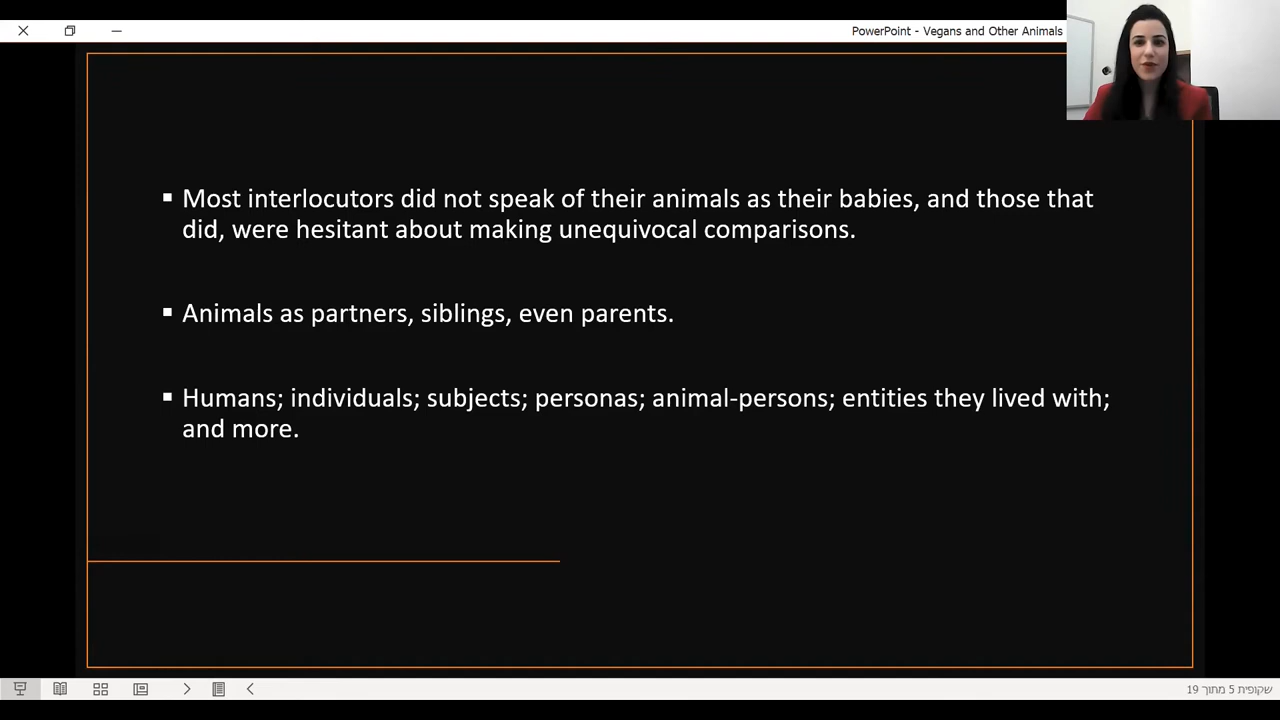 PowerPoint - Vegans and Other Animals
▪ Most interlocutors did not speak of their animals as their babies, and those that
did, were hesitant about making unequivocal comparisons.
▪ Animals as partners, siblings, even parents.
▪ Humans; individuals; subjects; personas; animal-persons; entities they lived with;
and more.
שקופית 5 מתוך 19